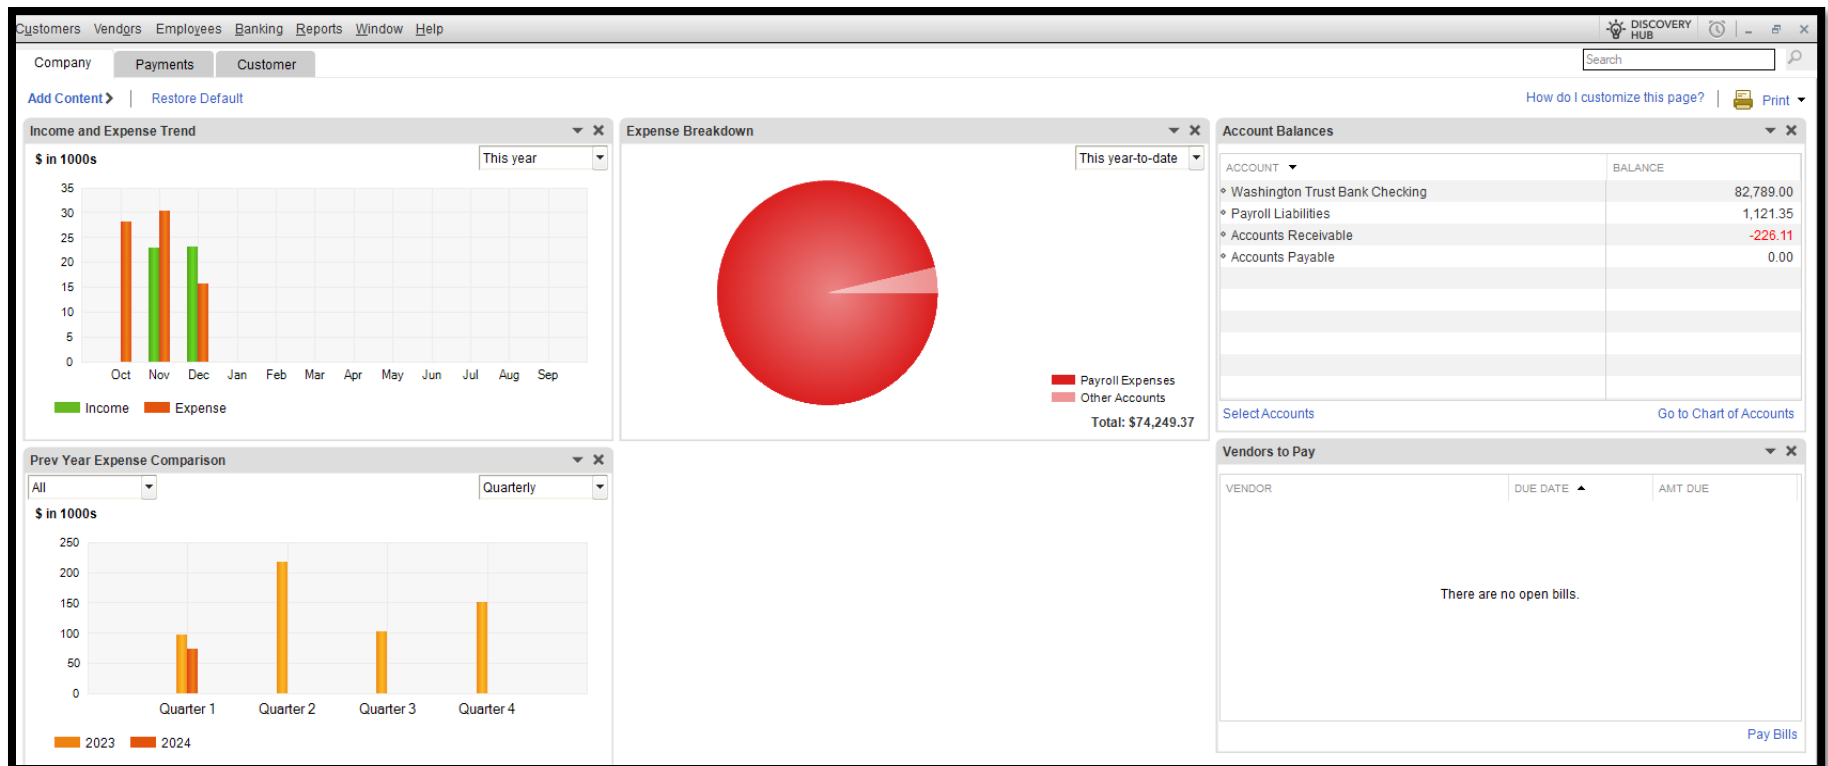 Customers Vendors Employees Banking Reports Window Help
DISCOVERY
HUB
Company Payments Customer
Search
Add Content
Restore Default
How do I customize this page?
Print
Income and Expense Trend
$ in 1000s
This year
35
30
25
20
15
10
5
0
Oct Nov Dec Jan Feb Mar Apr May Jun Jul Aug Sep
Income Expense
Expense Breakdown
This year-to-date
Payroll Expenses
Other Accounts
Total: $74,249.37
Account Balances
ACCOUNT BALANCE
Washington Trust Bank Checking 82,789.00
Payroll Liabilities 1,121.35
Accounts Receivable -226.11
Accounts Payable 0.00
Select Accounts Go to Chart of Accounts
Prev Year Expense Comparison
All Quarterly
$ in 1000s
250
200
150
100
50
0
Quarter 1 Quarter 2 Quarter 3 Quarter 4
2023 2024
Vendors to Pay
VENDOR DUE DATE AMT DUE
There are no open bills.
Pay Bills